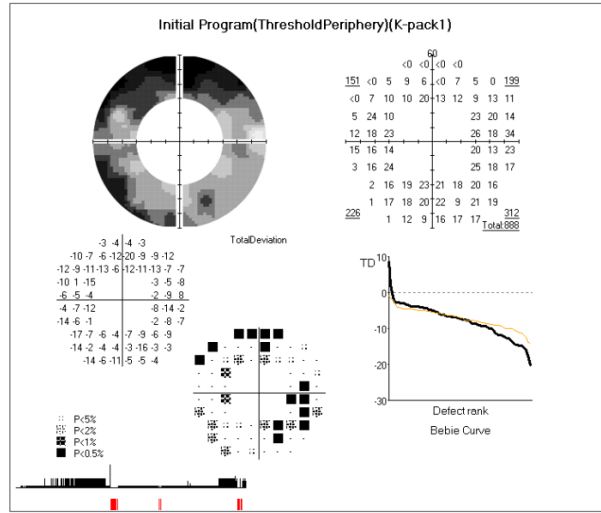 Initial Program(ThresholdPeriphery)(K-pack1)
60
<0 <0 <0 <0
151 <0 5 9 6 <0 7 5 0 199
<0 7 10 10 20 13 12 9 13 11
5 24 10 23 20 14
12 18 23 26 18 34
15 16 14 20 13 23
3 16 24 25 18 17
2 16 19 23 21 18 20 16
1 17 18 20 22 9 21 19
226 1 12 9 16 17 17 312
Total:888
TotalDeviation
-3 -4 -4 -3
-10 -7 -6 -12 -20 -9 -9 -12
-12 -9 -11 -13 -6 -12 -11 -13 -7 -7
-10 1 -15 -3 -5 -8
-6 -5 -4 -2 -9 8
-4 -7 -12 -8 -14 -2
-14 -6 -1 -2 -8 -7
-17 -7 -6 -4 -7 -9 -6 -9
-14 -2 -4 -4 -3 -16 -3 -3
-14 -6 -11 -5 -5 -4
P<5%
P<2%
P<1%
P<0.5%
TD
10
0
-10
-20
-30
Defect rank
Bebie Curve